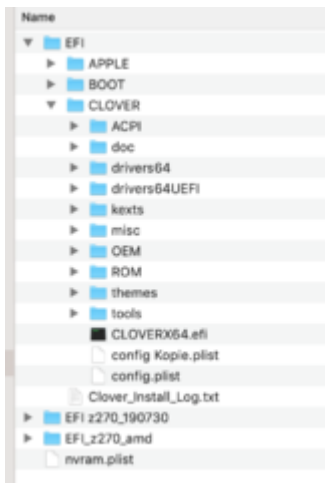 Name
EFI
APPLE
BOOT
CLOVER
ACPI
doc
drivers64
drivers64UEFI
kexts
misc
OEM
ROM
themes
tools
CLOVERX64.efi
config Kopie.plist
config.plist
Clover_Install_Log.txt
EFI z270_190730
EFI_z270_amd
nvram.plist